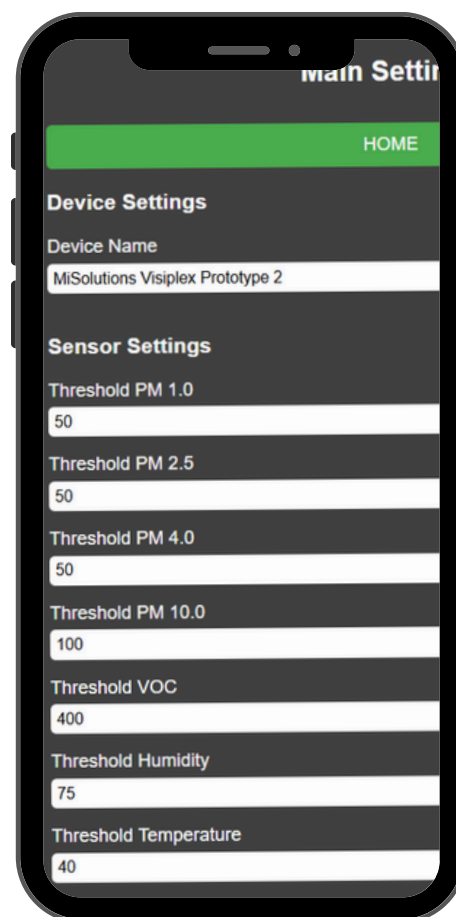 Main Settin
HOME
Device Settings
Device Name
MiSolutions Visiplex Prototype 2
Sensor Settings
Threshold PM 1.0
50
Threshold PM 2.5
50
Threshold PM 4.0
50
Threshold PM 10.0
100
Threshold VOC
400
Threshold Humidity
75
Threshold Temperature
40